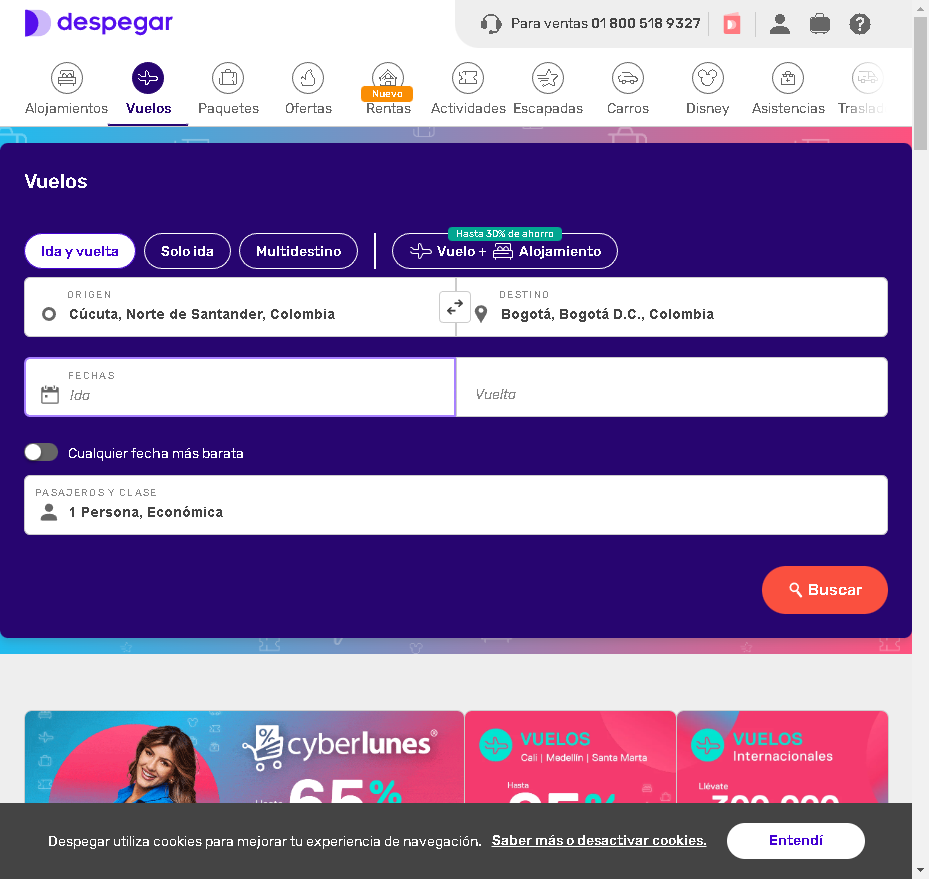 despegar
Para ventas 01 800 518 9327
Alojamientos
Vuelos
Paquetes
Ofertas
Nuevo
Rentas
Actividades
Escapadas
Carros
Disney
Asistencias
Traslad
Vuelos
Hasta 30% de ahorro
Ida y vuelta
Solo ida
Multidestino
Vuelo + Alojamiento
ORIGEN
Cúcuta, Norte de Santander, Colombia
DESTINO
Bogotá, Bogotá D.C., Colombia
FECHAS
Ida
Vuelta
Cualquier fecha más barata
PASAJEROS Y CLASE
1 Persona, Económica
Buscar
cyberlunes®
Hasta 65%
VUELOS
Cali | Medellín | Santa Marta
Hasta
VUELOS
Internacionales
Llévate
Despegar utiliza cookies para mejorar tu experiencia de navegación. Saber más o desactivar cookies.
Entendí